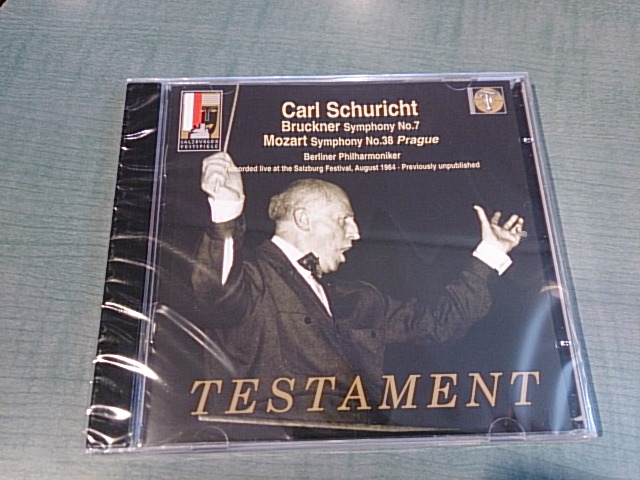 Carl Schuricht
Bruckner Symphony No.7
Mozart Symphony No.38 Prague
Berliner Philharmoniker
Recorded live at the Salzburg Festival, August 1964 - Previously unpublished
SALZBURGER
FESTSPIELE
TESTAMENT